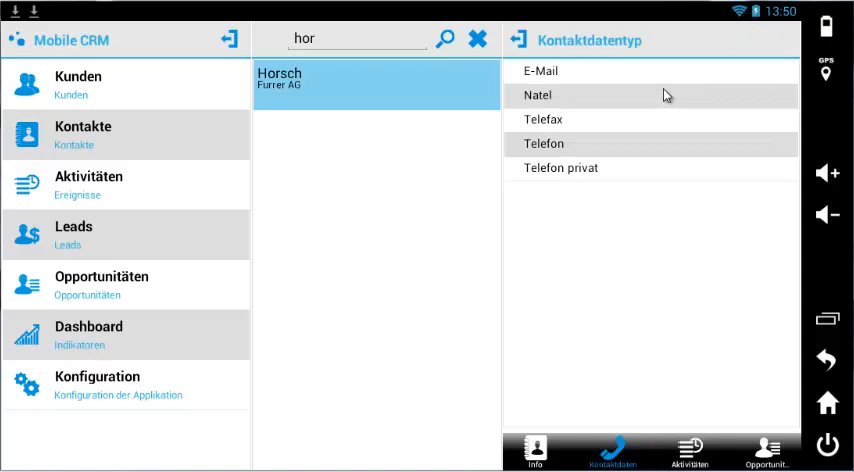 13:50
Mobile CRM
Kunden
Kunden
Kontakte
Kontakte
Aktivitäten
Ereignisse
Leads
Leads
Opportunitäten
Opportunitäten
Dashboard
Indikatoren
Konfiguration
Konfiguration der Applikation
hor
Horsch
Furrer AG
Kontaktdatentyp
E-Mail
Natel
Telefax
Telefon
Telefon privat
Info
Kontaktdaten
Aktivitäten
Opportunit...
GPS